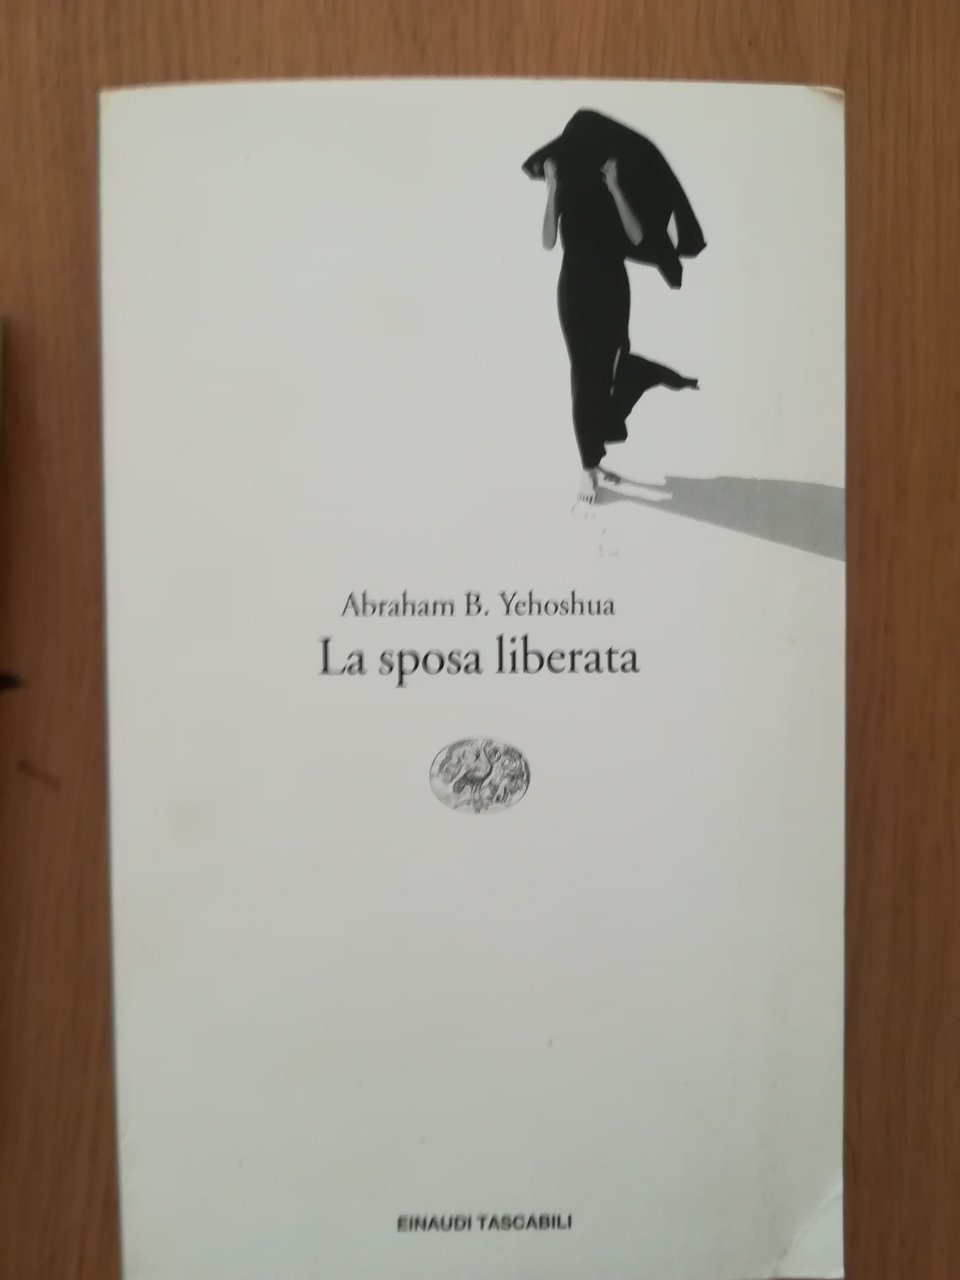 Abraham B. Yehoshua
La sposa liberata
EINAUDI TASCABILI